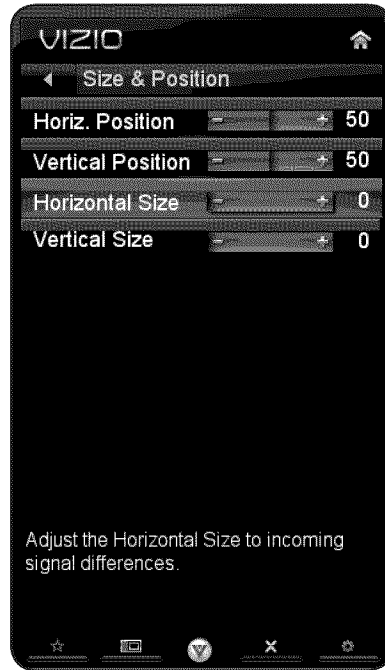 VIZIO
Size & Position
Horiz. Position - + 50
Vertical Position - + 50
Horizontal Size - + 0
Vertical Size - + 0
Adjust the Horizontal Size to incoming
signal differences.
V